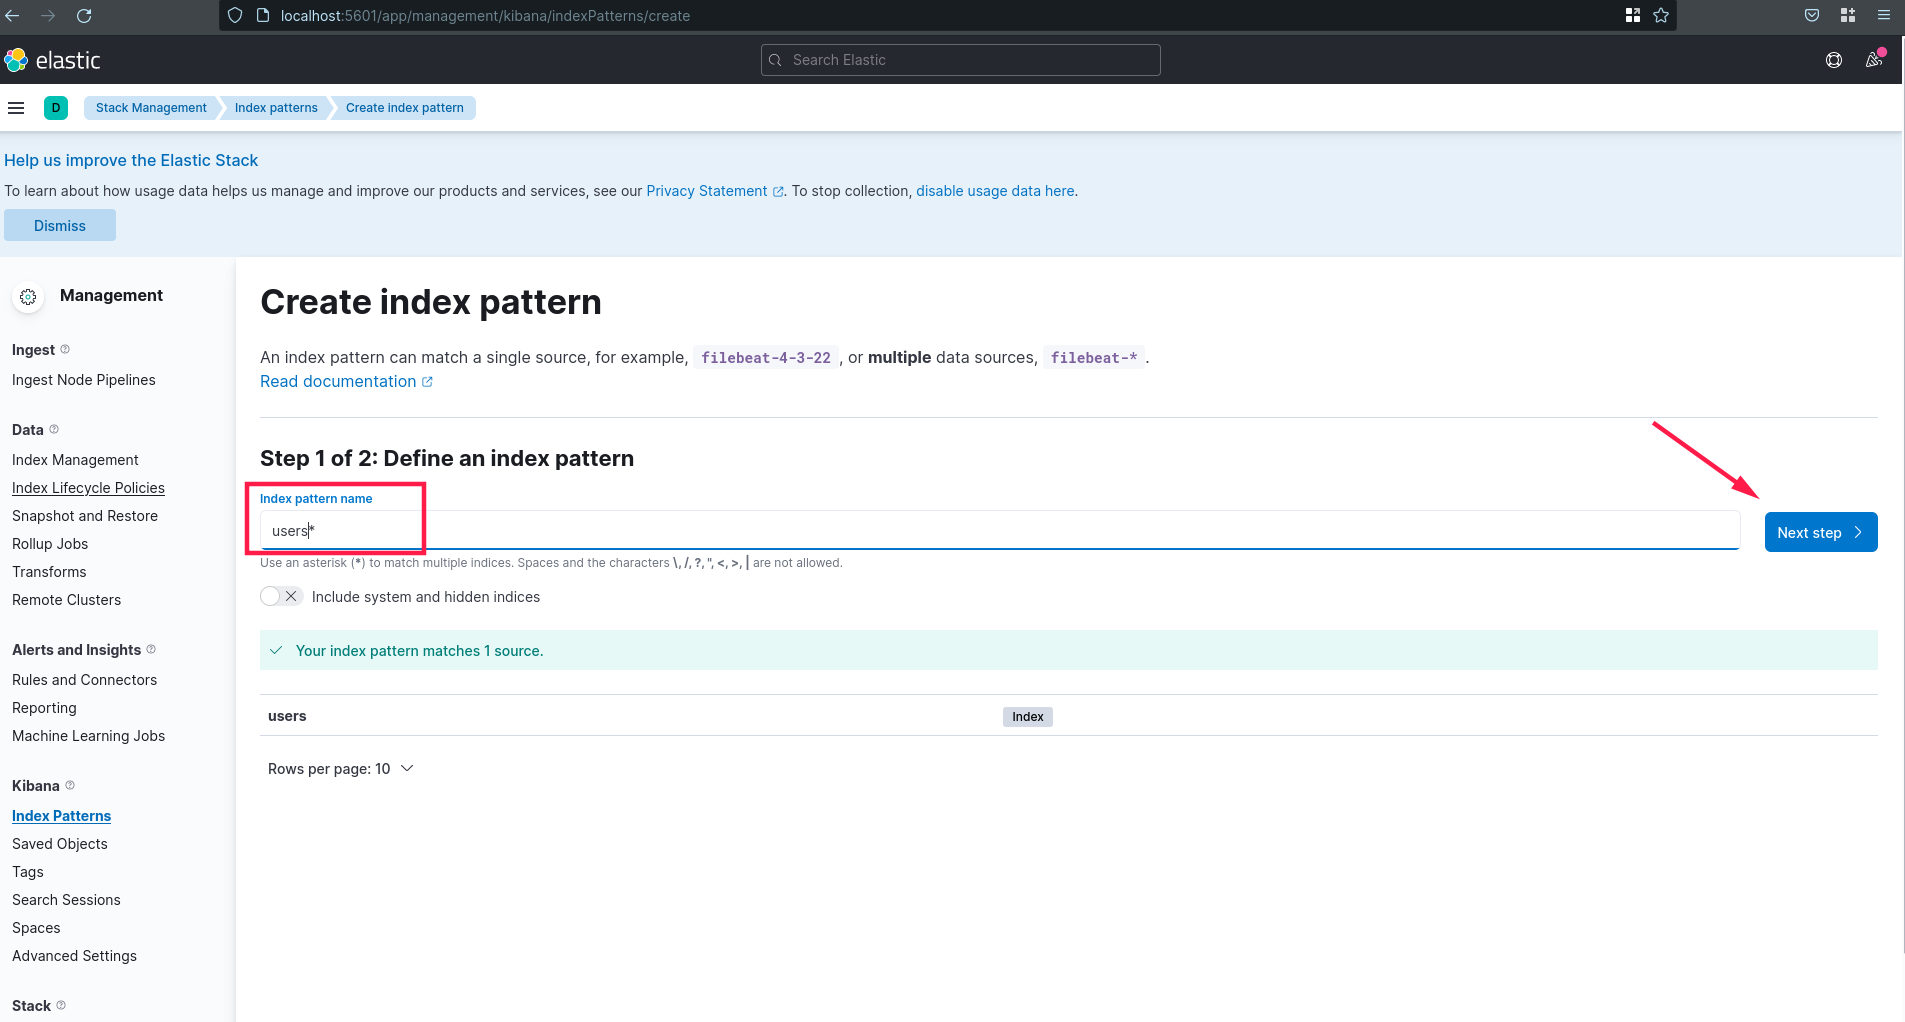 localhost:5601/app/management/kibana/indexPatterns/create
elastic
Search Elastic
D
Stack Management
Index patterns
Create index pattern
Help us improve the Elastic Stack
To learn about how usage data helps us manage and improve our products and services, see our Privacy Statement. To stop collection, disable usage data here.
Dismiss
Management
Ingest
Ingest Node Pipelines
Data
Index Management
Index Lifecycle Policies
Snapshot and Restore
Rollup Jobs
Transforms
Remote Clusters
Alerts and Insights
Rules and Connectors
Reporting
Machine Learning Jobs
Kibana
Index Patterns
Saved Objects
Tags
Search Sessions
Spaces
Advanced Settings
Stack
Create index pattern
An index pattern can match a single source, for example, filebeat-4-3-22, or multiple data sources, filebeat-*.
Read documentation
Step 1 of 2: Define an index pattern
Index pattern name
users*
Next step
Use an asterisk (*) to match multiple indices. Spaces and the characters \, /, ?, ", <, >, | are not allowed.
Include system and hidden indices
Your index pattern matches 1 source.
users
Index
Rows per page: 10